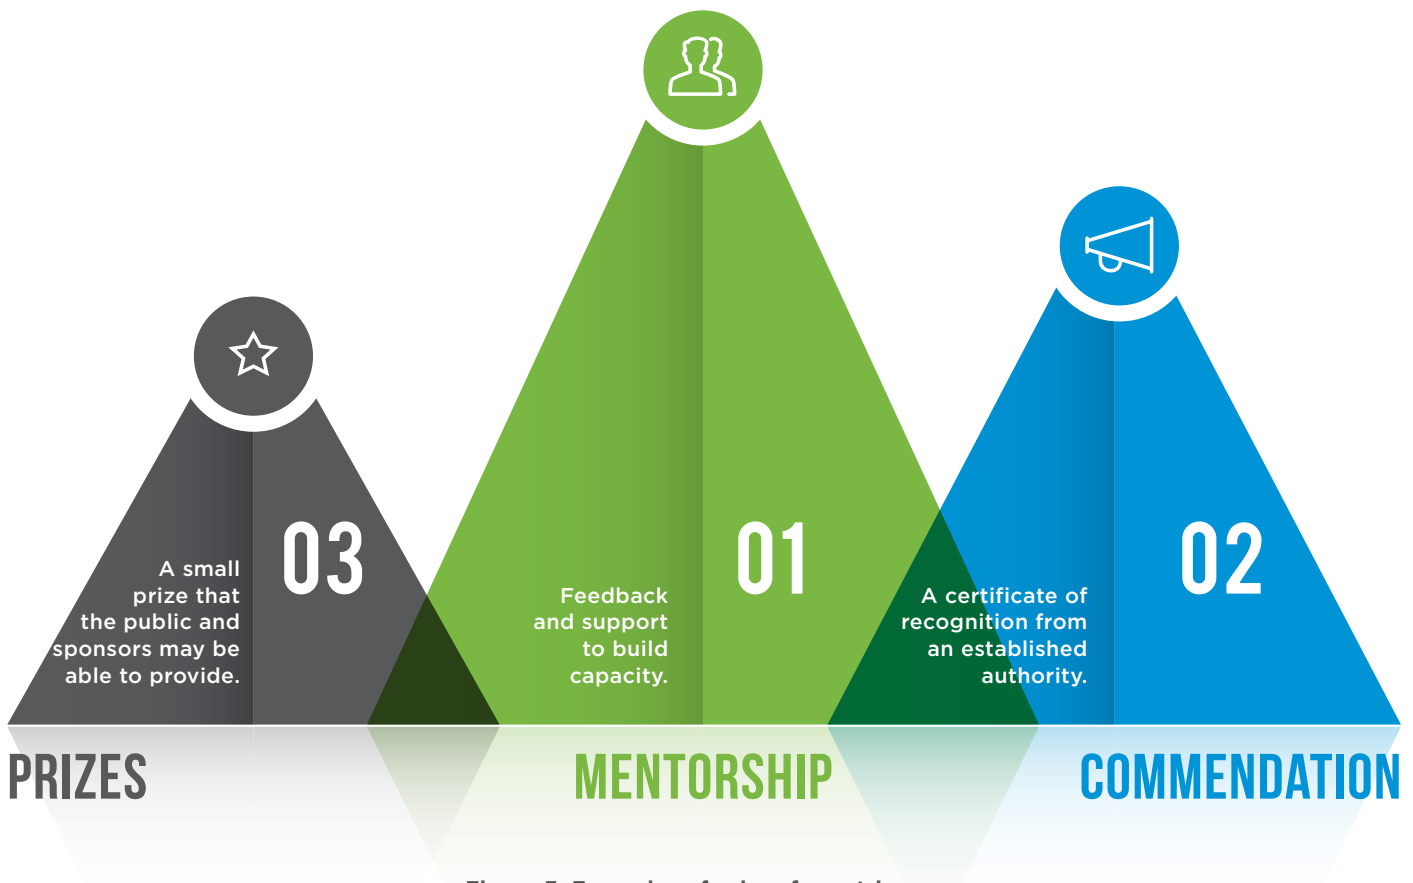 03
A small
prize that
the public and
sponsors may be
able to provide.
PRIZES
01
Feedback
and support
to build
capacity.
MENTORSHIP
02
A certificate of
recognition from
an established
authority.
COMMENDATION